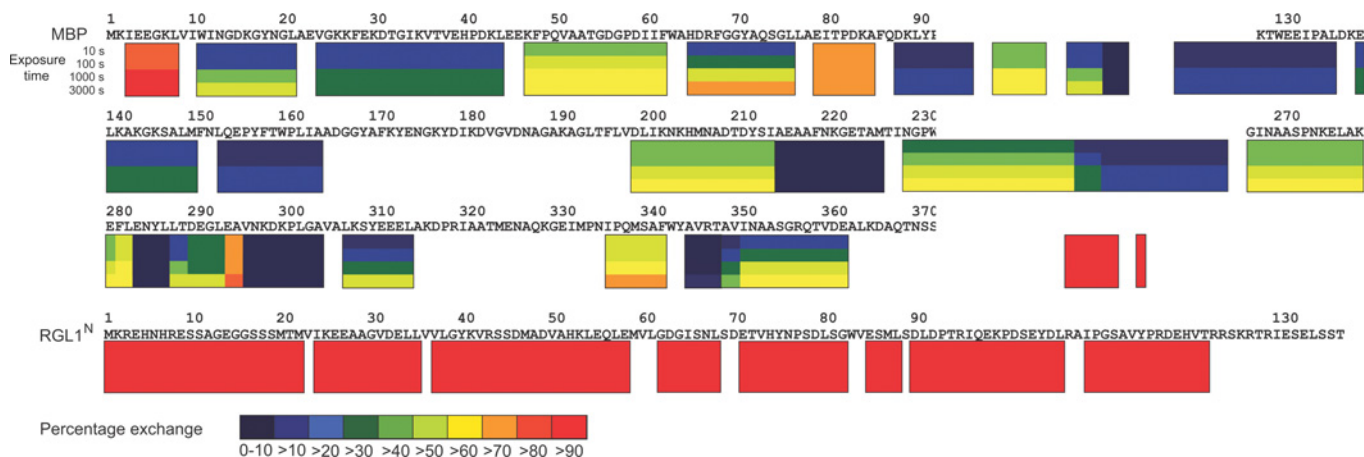 1 10 20 30 40 50 60 70 80 90 130
MBP MKIEEGKLVIWINGDKGYNGLAEVGKKFEKDTGIKVTVEHPDKLEEKFPQVAATGDGPDIIFWAHDRFGGYAQSGLLAEITPDKAFQDKLYP KTWEEIPALDKE
Exposure time
10 s
100 s
1000 s
3000 s
140 150 160 170 180 190 200 210 220 230 270
LKAKGKSALMFNLQEPYFTWPLIAADGGYAFKYENGKYDIKDVGVDNAGAKAGLTFLVDLIKNKHMNADTDYSIAEAAFNKGETAMTINGPW GINAASPNKELAK
280 290 300 310 320 330 340 350 360 370
EFLENYLLTDEGLEAVNKDKPLGAVALKSYEEELAKDPRIAATMENAQKGEIMPNIPQMSAFWYAVRTAVINAASGRQTVDEALKDAQTNSS
1 10 20 30 40 50 60 70 80 90 130
RGL1N MKREHNHRESSAGEGGSSSMTMVIKEEAAGVDELLVVLGYKVRSSDMADVAHKLEQLEMVLGDGISNLSDETVHYNPSDLSGWVESMLSDLDPTRIQEKPDSEYDLRAIPGSAVYPRDEHVTRRSKRTRIESELSST
Percentage exchange
0-10 >10 >20 >30 >40 >50 >60 >70 >80 >90